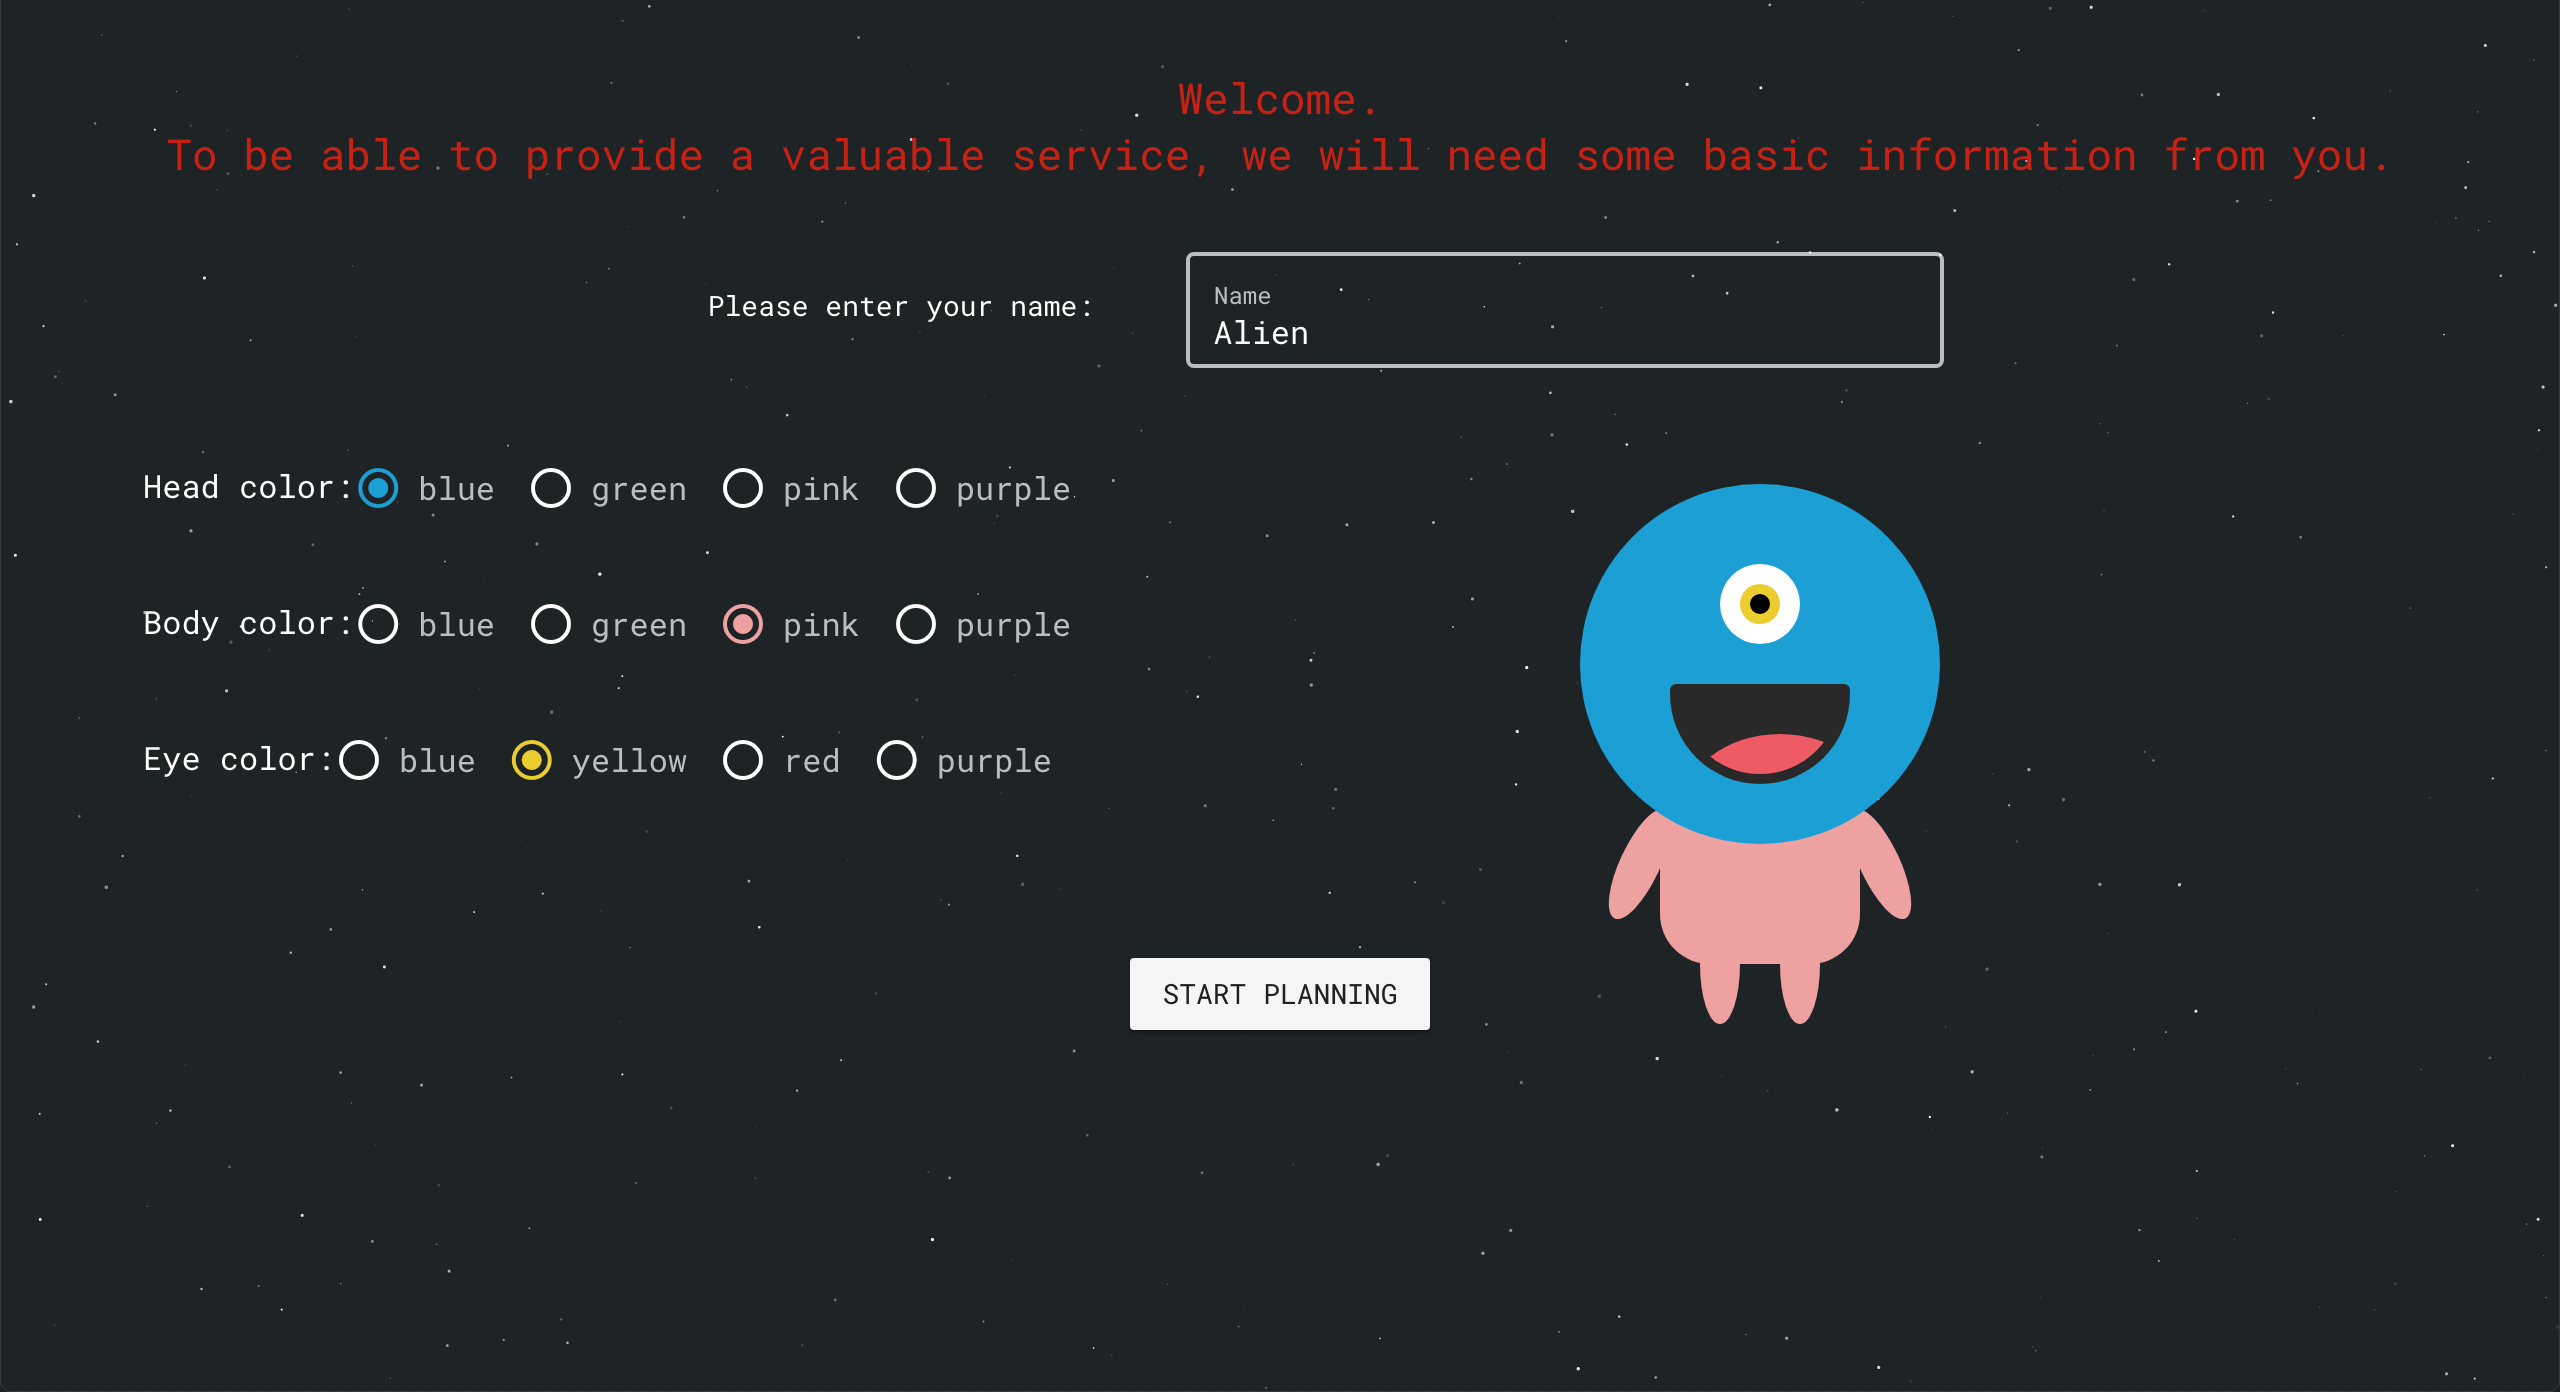 Welcome.
To be able to provide a valuable service, we will need some basic information from you.
Please enter your name:
Name
Alien
Head color: blue green pink purple
Body color: blue green pink purple
Eye color: blue yellow red purple
START PLANNING